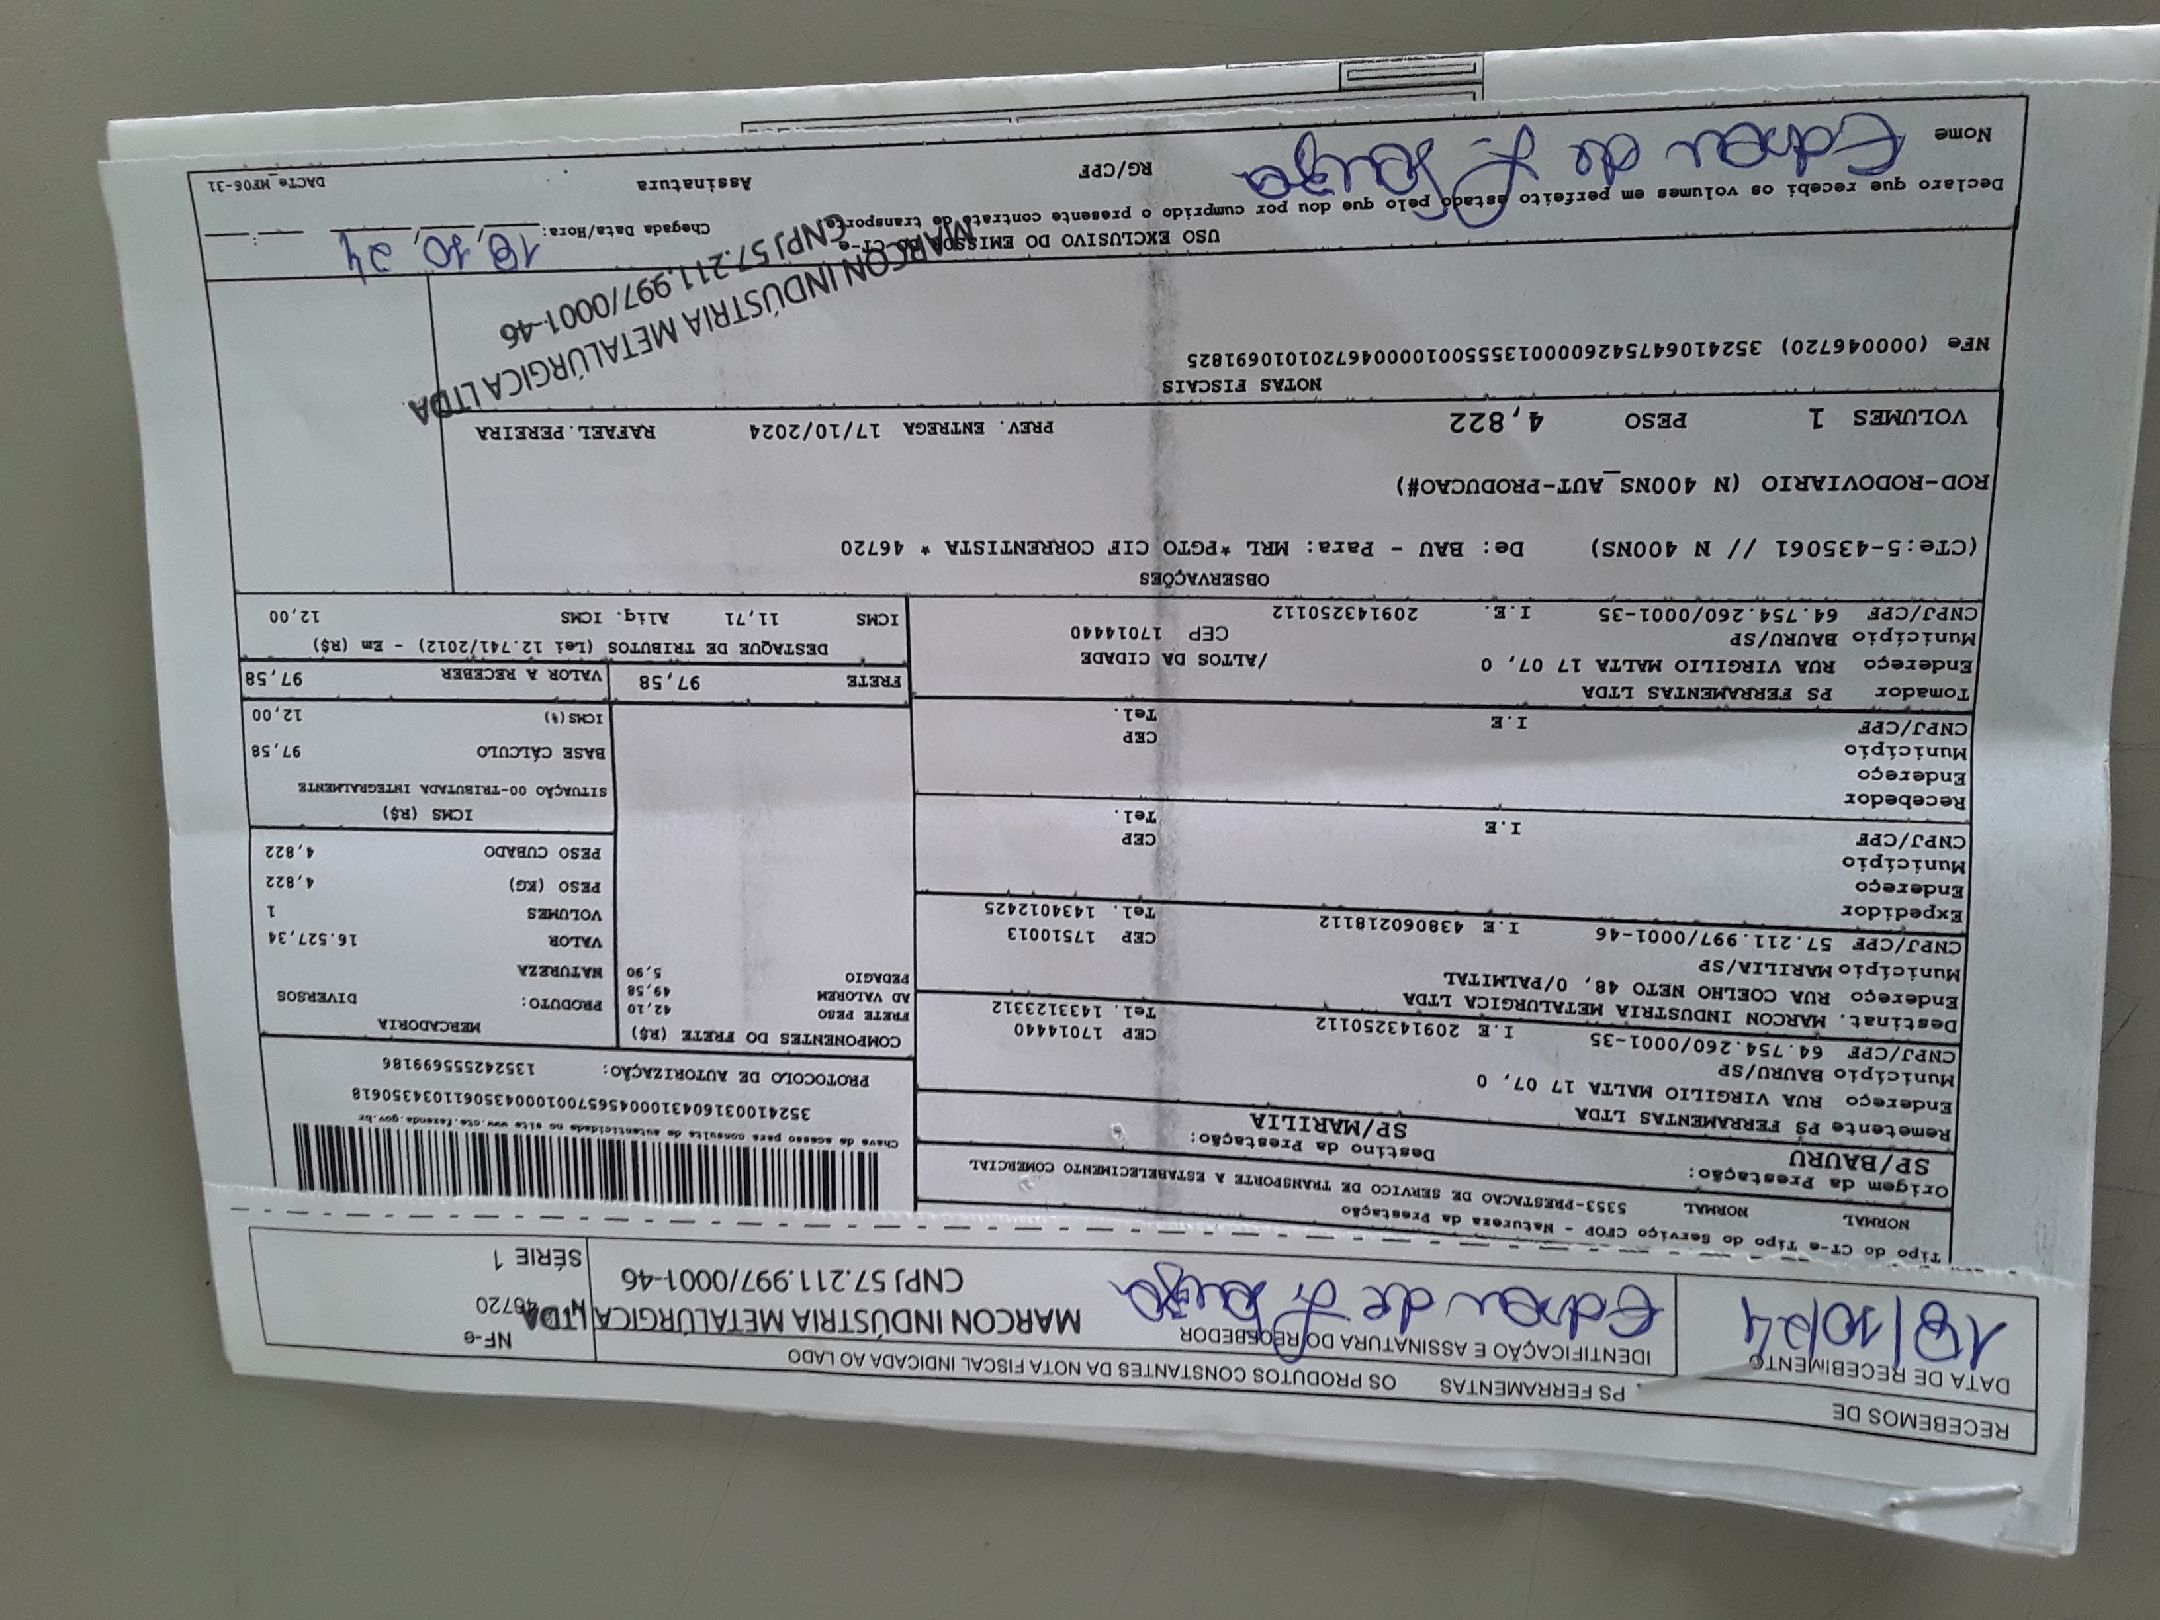 RECEBEMOS DE
PS FERRAMENTAS OS PRODUTOS CONSTANTES DA NOTA FISCAL INDICADA AO LADO
DATA DE RECEBIMENTO
18/10/24
IDENTIFICAÇÃO E ASSINATURA DO RECEBEDOR
de F. Souza
MARCON INDÚSTRIA METALÚRGICA LTDA
CNPJ 57.211.997/0001-46
NF-e
N 46720
SÉRIE 1
Tipo do CT-e Tipo do Serviço CFOP - Natureza da Prestação
NORMAL NORMAL 5353-PRESTACAO DE SERVICO DE TRANSPORTE A ESTABELECIMENTO COMERCIAL
Origem da Prestação: Destino da Prestação:
SP/BAURU SP/MARILIA
Remetente PS FERRAMENTAS LTDA
Endereço RUA VIRGILIO MALTA 17 07, 0
Município BAURU/SP CEP 17014440
CNPJ/CPF 64.754.260/0001-35 I.E 209143250112 Tel. 1433123312
Destinat. MARCON INDUSTRIA METALURGICA LTDA
Endereço RUA COELHO NETO 48, 0/PALMITAL
Município MARILIA/SP CEP 17510013
CNPJ/CPF 57.211.997/0001-46 I.E 438060218112 Tel. 1434012425
Expedidor
Endereço
Município CEP
CNPJ/CPF I.E Tel.
Recebedor
Endereço
Município CEP
CNPJ/CPF I.E Tel.
Tomador PS FERRAMENTAS LTDA
Endereço RUA VIRGILIO MALTA 17 07, 0 /ALTOS DA CIDADE
Município BAURU/SP CEP 17014440
CNPJ/CPF 64.754.260/0001-35 I.E. 209143250112
Chave de acesso para consulta de autenticidade no site www.cte.fazenda.gov.br
35241003160431000456570010004350611034350618
PROTOCOLO DE AUTORIZAÇÃO: 135242555699186
COMPONENTES DO FRETE (R$)
FRETE PESO 42,10
AD VALOREM 49,58
PEDAGIO 5,90
MERCADORIA
PRODUTO: DIVERSOS
NATUREZA
VALOR 16.527,34
VOLUMES 1
PESO (KG) 4,822
PESO CUBADO 4,822
ICMS (R$)
SITUAÇÃO 00-TRIBUTADA INTEGRALMENTE
BASE CÁLCULO 97,58
ICMS(%) 12,00
FRETE 97,58 VALOR A RECEBER 97,58
DESTAQUE DE TRIBUTOS (Lei 12.741/2012) - Em (R$)
ICMS 11,71 Aliq. ICMS 12,00
OBSERVAÇÕES
(CTe:5-435061 // N 400NS) De: BAU - Para: MRL *PGTO CIF CORRENTISTA * 46720
ROD-RODOVIARIO (N 400NS_AUT-PRODUCAO#)
VOLUMES 1 PESO 4,822 PREV. ENTREGA 17/10/2024 RAFAEL.PEREIRA
NOTAS FISCAIS
NFe (000046720) 35241064754260000135550010000467201010691825
MARCON INDÚSTRIA METALÚRGICA LTDA
CNPJ 57.211.997/0001-46
USO EXCLUSIVO DO EMISSOR DO CT-e
Declaro que recebi os volumes em perfeito estado pelo que dou por cumprido o presente contrato de transporte.
Chegada Data/Hora: 18, 10, 24
Nome de F. Souza RG/CPF Assinatura DACTe_MF06-31